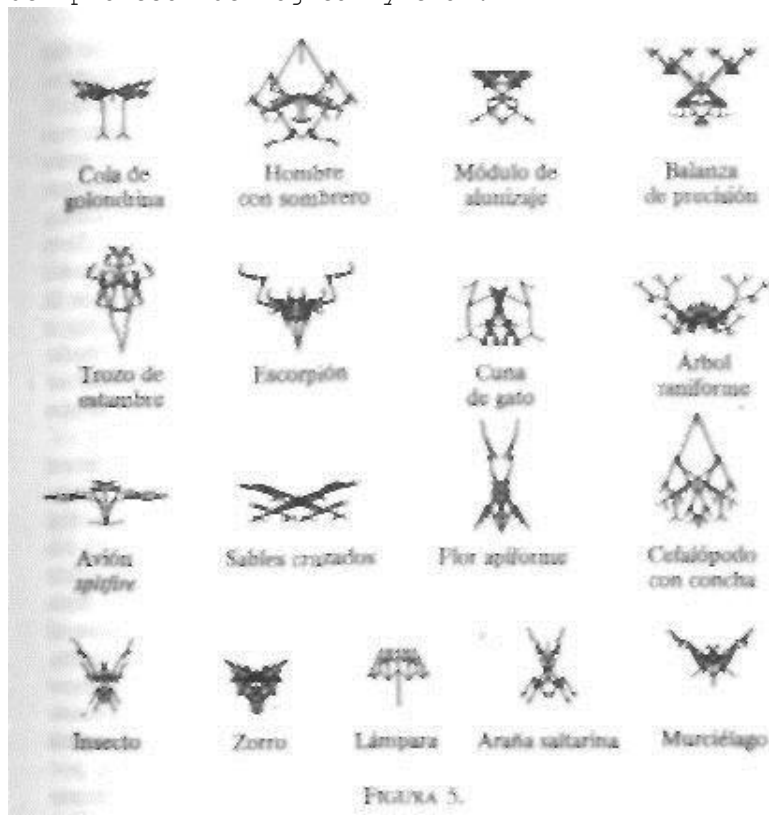 Cola de
golondrina
Hombre
con sombrero
Módulo de
alunizaje
Balanza
de precisión
Trozo de
estambre
Escorpión
Cuna
de gato
Árbol
raniforme
Avión
spitfire
Sables cruzados
Flor apiforme
Cefalópodo
con concha
Insecto
Zorro
Lámpara
Araña saltarina
Murciélago
FIGURA 5.